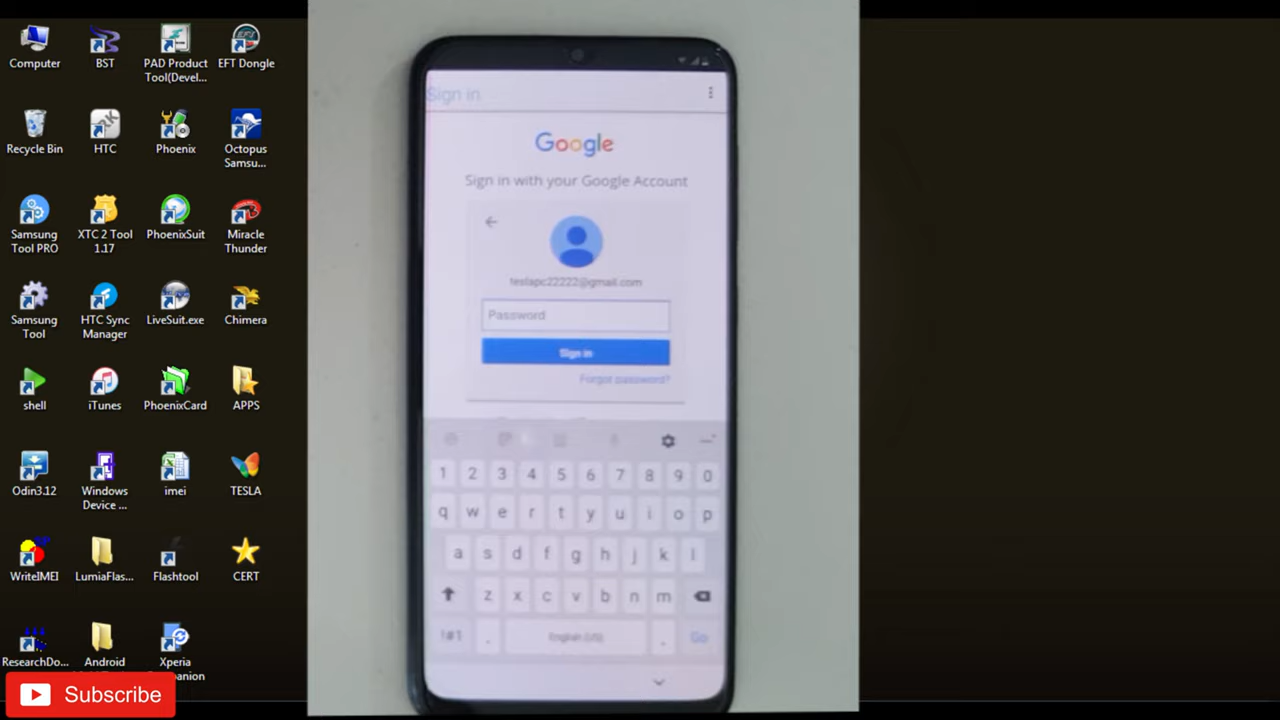 Computer
BST
PAD Product
Tool(Devel...
EFT Dongle
Recycle Bin
HTC
Phoenix
Octopus
Samsu...
Samsung
Tool PRO
XTC 2 Tool
1.17
PhoenixSuit
Miracle
Thunder
Samsung
Tool
HTC Sync
Manager
LiveSuit.exe
Chimera
shell
iTunes
PhoenixCard
APPS
Odin3.12
Windows
Device ...
imei
TESLA
WriteIMEI
LumiaFlas...
Flashtool
CERT
ResearchDo...
Android
Xperia
Subscribe
Sign in
Google
Sign in with your Google Account
teslapc22222@gmail.com
Password
Sign in
Forgot password?
1 2 3 4 5 6 7 8 9 0
q w e r t y u i o p
a s d f g h j k l
z x c v b n m
!#1 , English (US) . Go